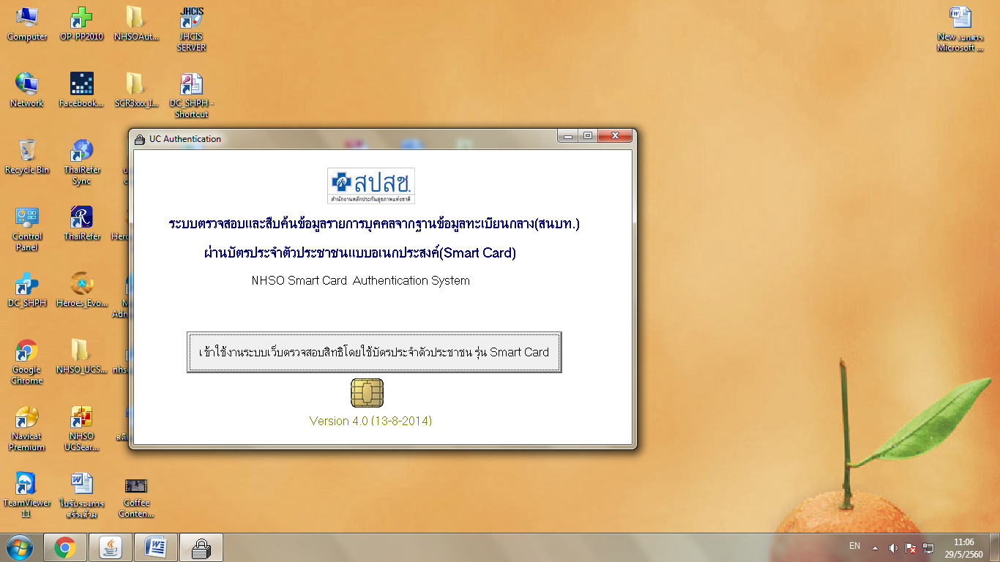 Computer
OP-PP2010
NHSOAut...
JHCIS
JHCIS
SERVER
New เอกสาร
Microsoft ...
Network
Facebook...
SCR3xxx_I...
DC_SHPH -
Shortcut
Recycle Bin
ThaiRefer
Sync
Control
Panel
ThaiRefer
DC_SHPH
Heroes_Evo...
Google
Chrome
NHSO_UCS...
Navicat
Premium
NHSO
UCSear...
TeamViewer
11
ใบรับรองการ
สร้างส้วม
Coffee
Conten...
UC Authentication
สปสช.
สำนักงานหลักประกันสุขภาพแห่งชาติ
ระบบตรวจสอบและสืบค้นข้อมูลรายการบุคคลจากฐานข้อมูลทะเบียนกลาง(สนบท.)
ผ่านบัตรประจำตัวประชาชนแบบอเนกประสงค์(Smart Card)
NHSO Smart Card Authentication System
เข้าใช้งานระบบเว็บตรวจสอบสิทธิโดยใช้บัตรประจำตัวประชาชน รุ่น Smart Card
Version 4.0 (13-8-2014)
EN
11:06
29/5/2560